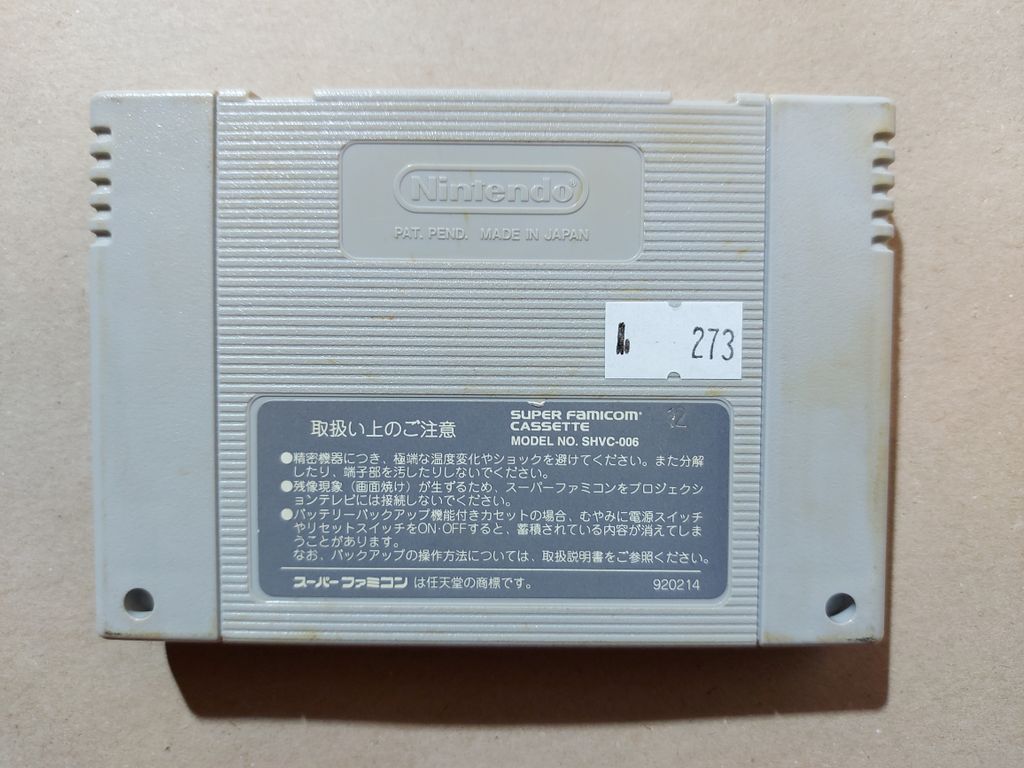 Nintendo®
PAT. PEND. MADE IN JAPAN
1. 273
取扱い上のご注意
SUPER FAMICOM®
CASSETTE
MODEL NO. SHVC-006
12
●精密機器につき、極端な温度変化やショックを避けてください。また分解
したり、端子部を汚したりしないでください。
●残像現象（画面焼け）が生ずるため、スーパーファミコンをプロジェクシ
ョンテレビには接続しないでください。
●バッテリーバックアップ機能付きカセットの場合、むやみに電源スイッチ
やリセットスイッチをON·OFFすると、蓄積されている内容が消えてしま
うことがあります。
なお、バックアップの操作方法については、取扱説明書をご参照ください。
スーパーファミコン は任天堂の商標です。
920214